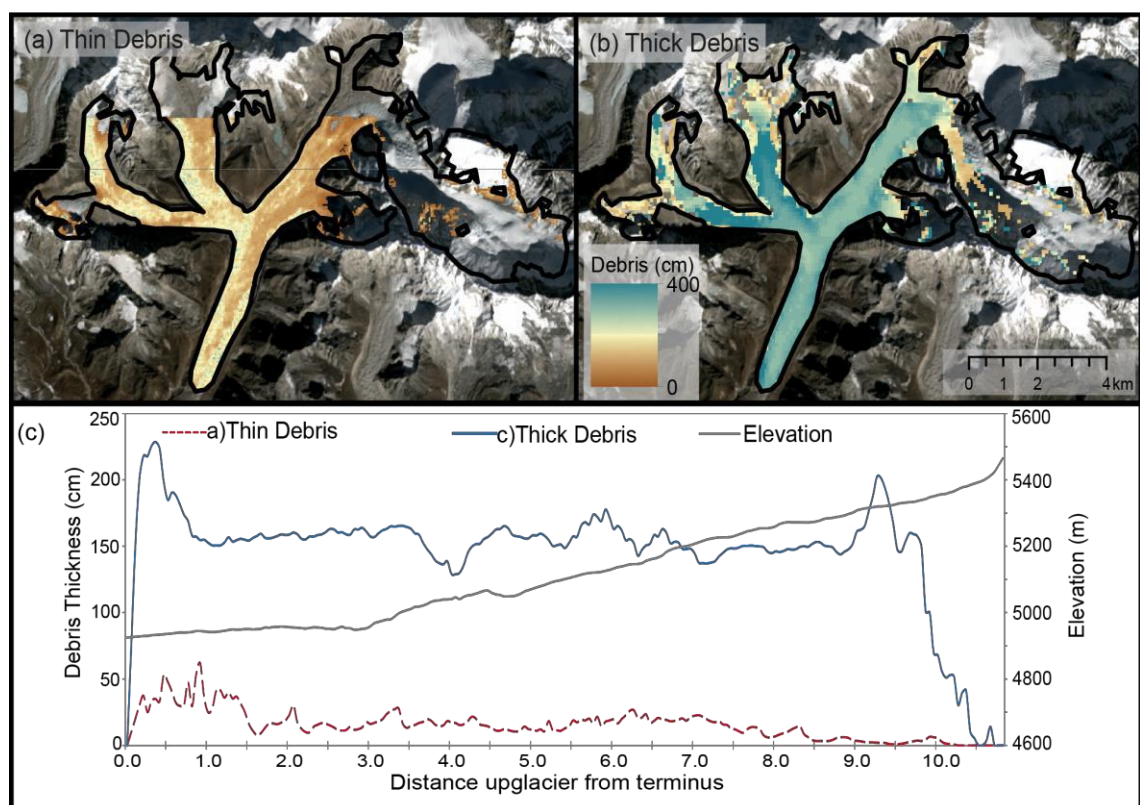 (a) Thin Debris
(b) Thick Debris
Debris (cm)
400
0
0 1 2 4 km
(c)
a)Thin Debris c)Thick Debris Elevation
250
200
150
100
50
0
Debris Thickness (cm)
5600
5400
5200
5000
4800
4600
Elevation (m)
0.0 1.0 2.0 3.0 4.0 5.0 6.0 7.0 8.0 9.0 10.0
Distance upglacier from terminus